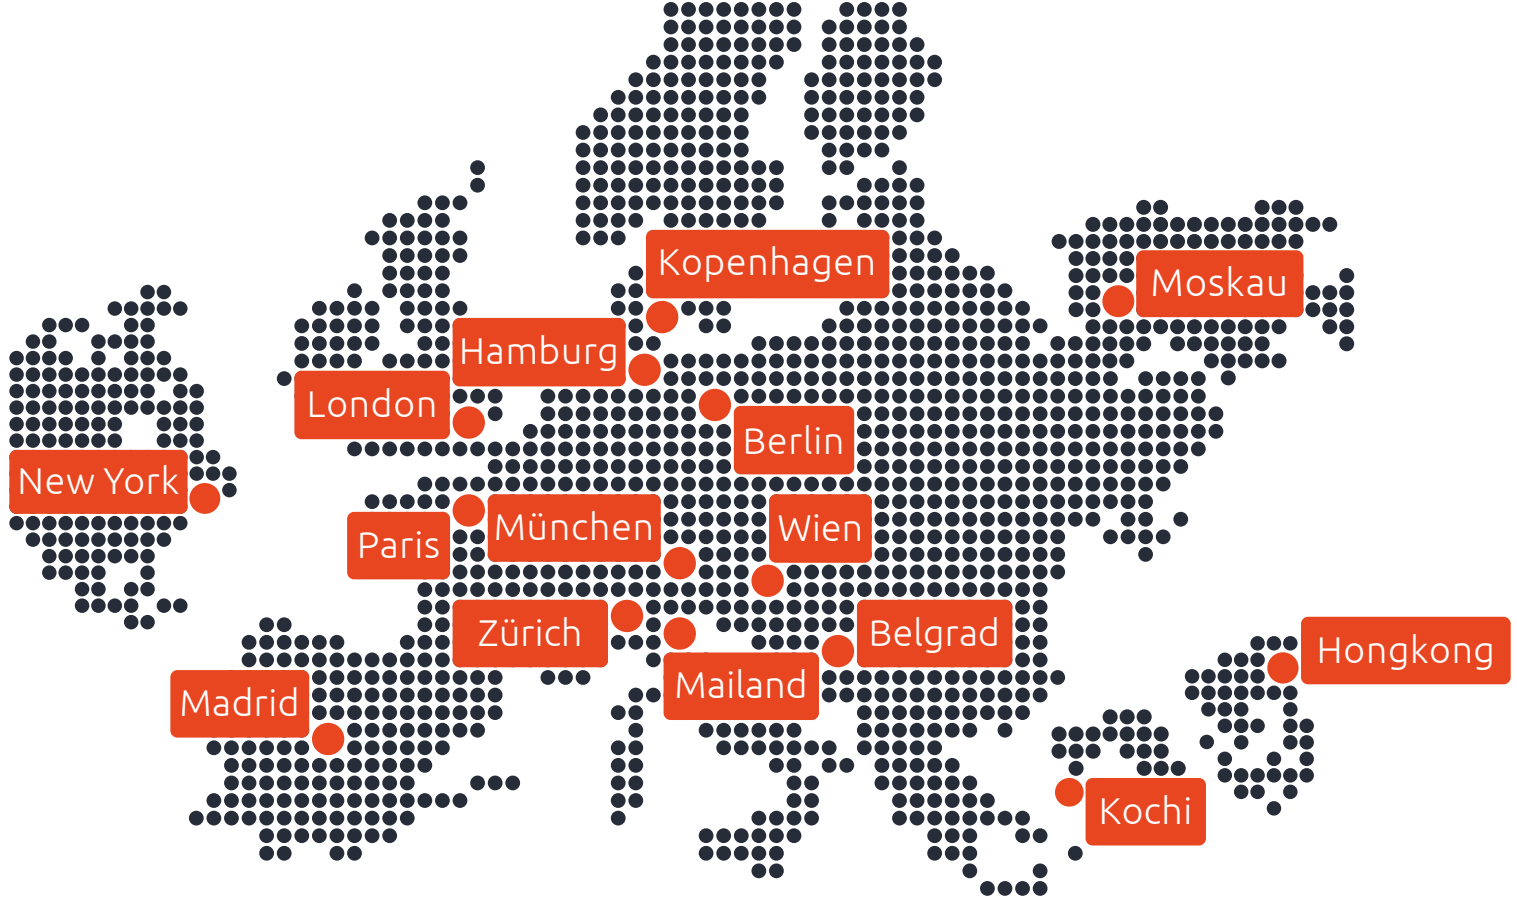 Kopenhagen
Moskau
Hamburg
London
Berlin
New York
München
Wien
Paris
Zürich
Belgrad
Hongkong
Mailand
Madrid
Kochi